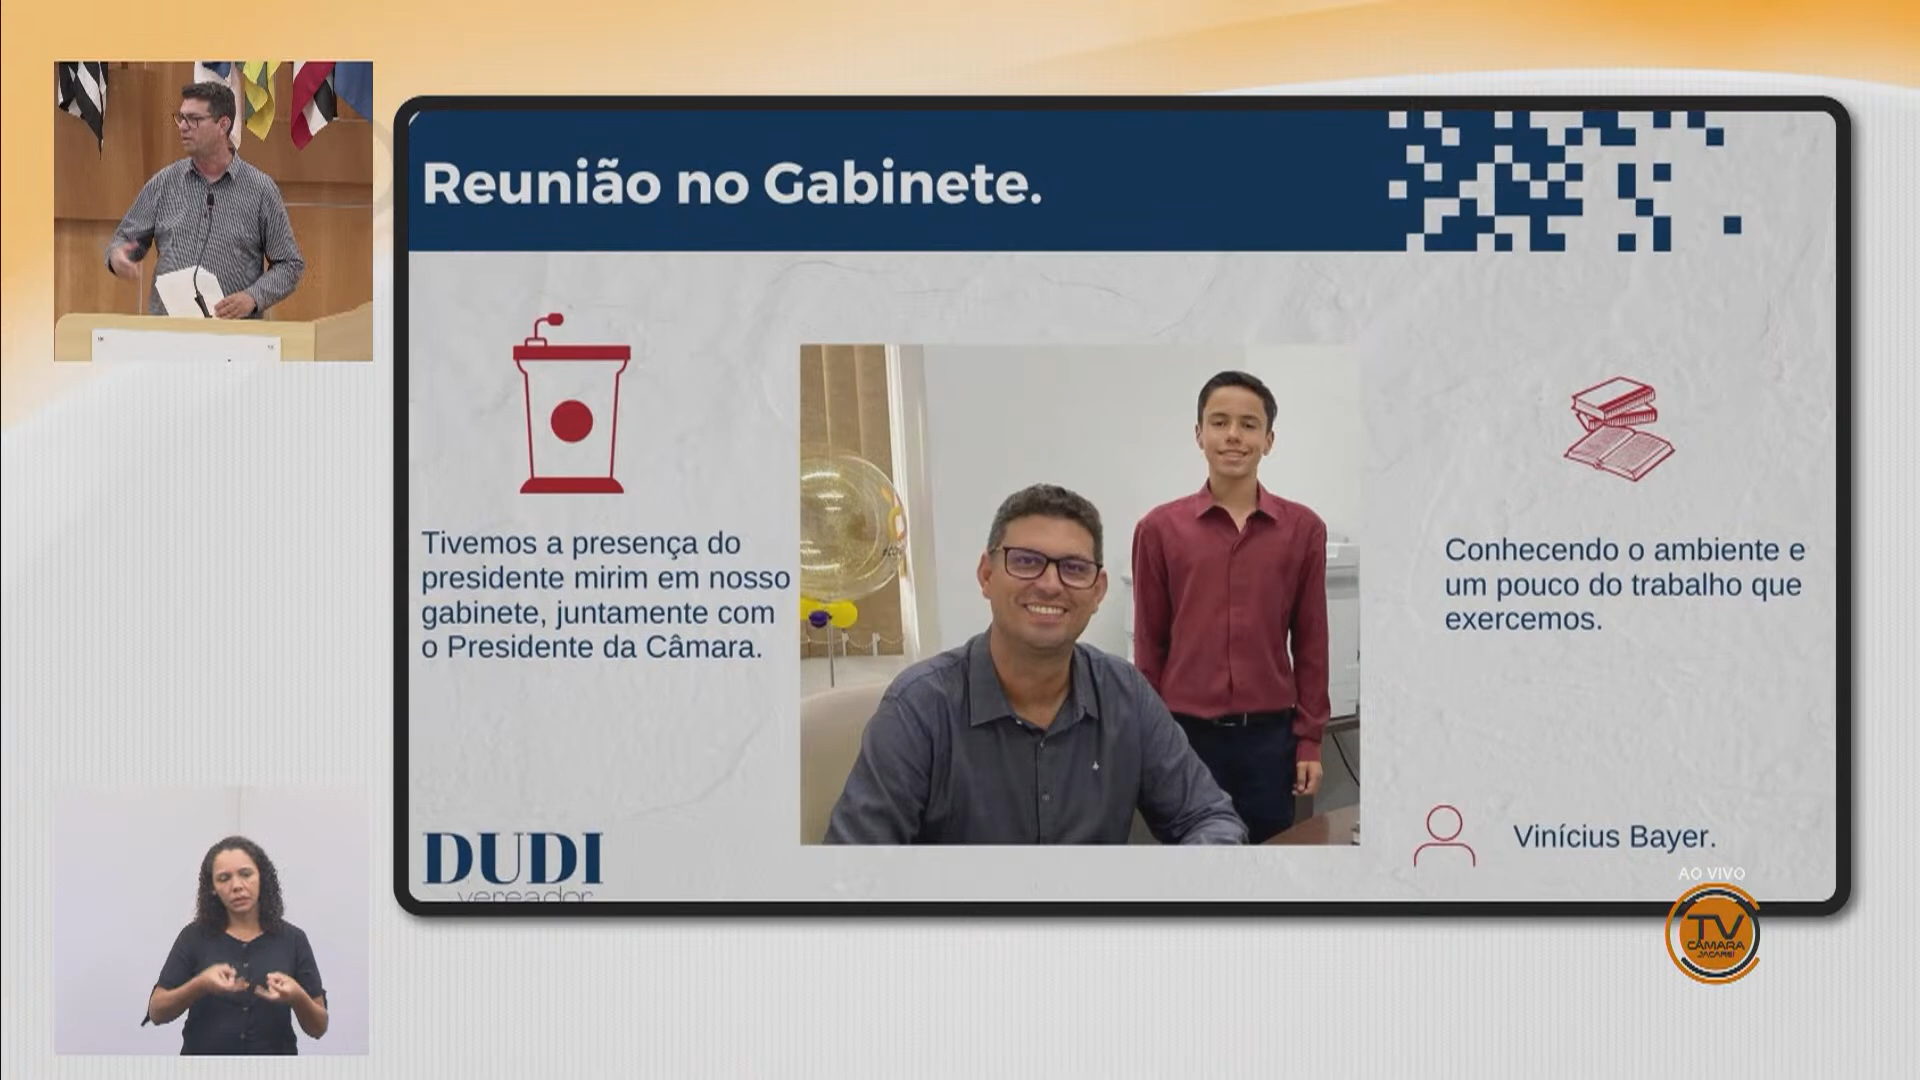 Reunião no Gabinete.
Tivemos a presença do
presidente mirim em nosso
gabinete, juntamente com
o Presidente da Câmara.
Conhecendo o ambiente e
um pouco do trabalho que
exercemos.
Vinícius Bayer.
DUDI
vereador
AO VIVO
TV
CÂMARA
JACAREÍ